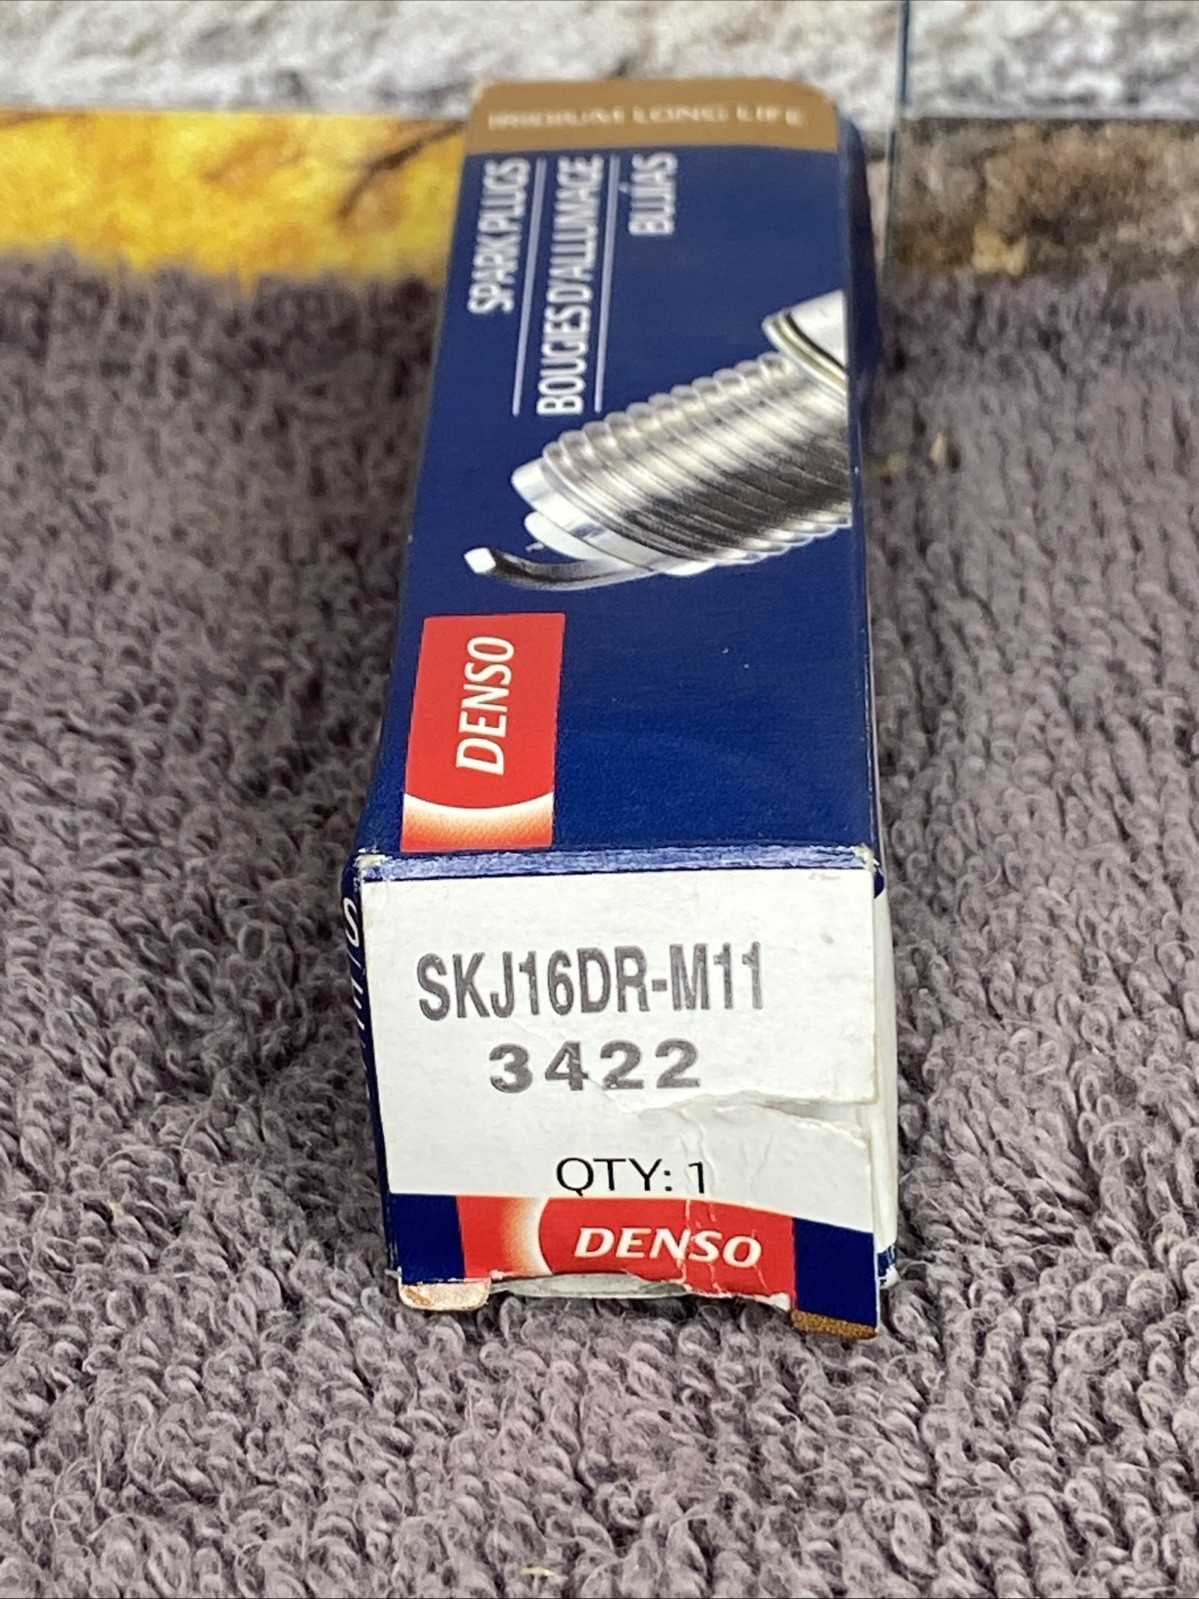 IRIDIUM LONG LIFE
SPARK PLUGS
BOUGIES D'ALLUMAGE
BUJÍAS
DENSO
SKJ16DR-M11
3422
QTY: 1
DENSO